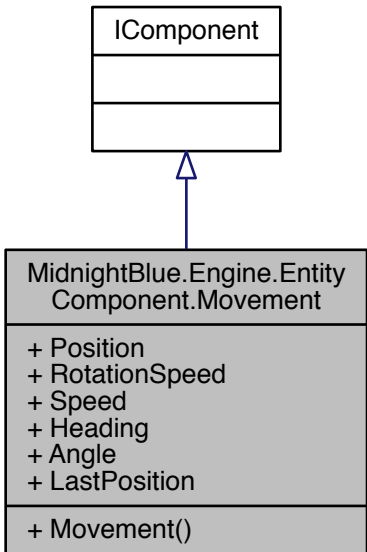 IComponent
MidnightBlue.Engine.Entity
Component.Movement
+ Position
+ RotationSpeed
+ Speed
+ Heading
+ Angle
+ LastPosition
+ Movement()